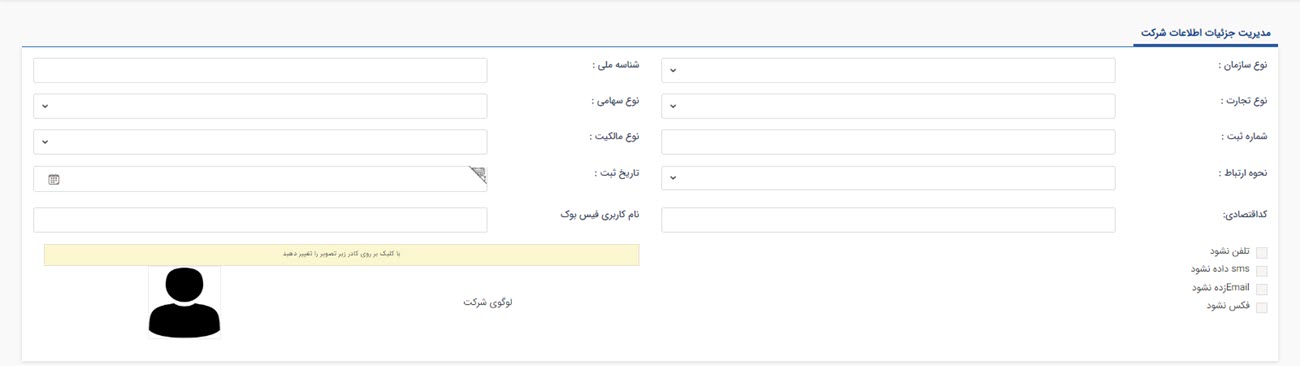 مدیریت جزئیات اطلاعات شرکت
نوع سازمان :
شناسه ملی :
نوع تجارت :
نوع سهامی :
شماره ثبت :
نوع مالکیت :
نحوه ارتباط :
تاریخ ثبت :
کداقتصادی:
نام کاربری فیس بوک
با کلیک بر روی کادر زیر تصویر را تغییر دهید
تلفن نشود
sms داده نشود
Emailزده نشود
فکس نشود
لوگوی شرکت